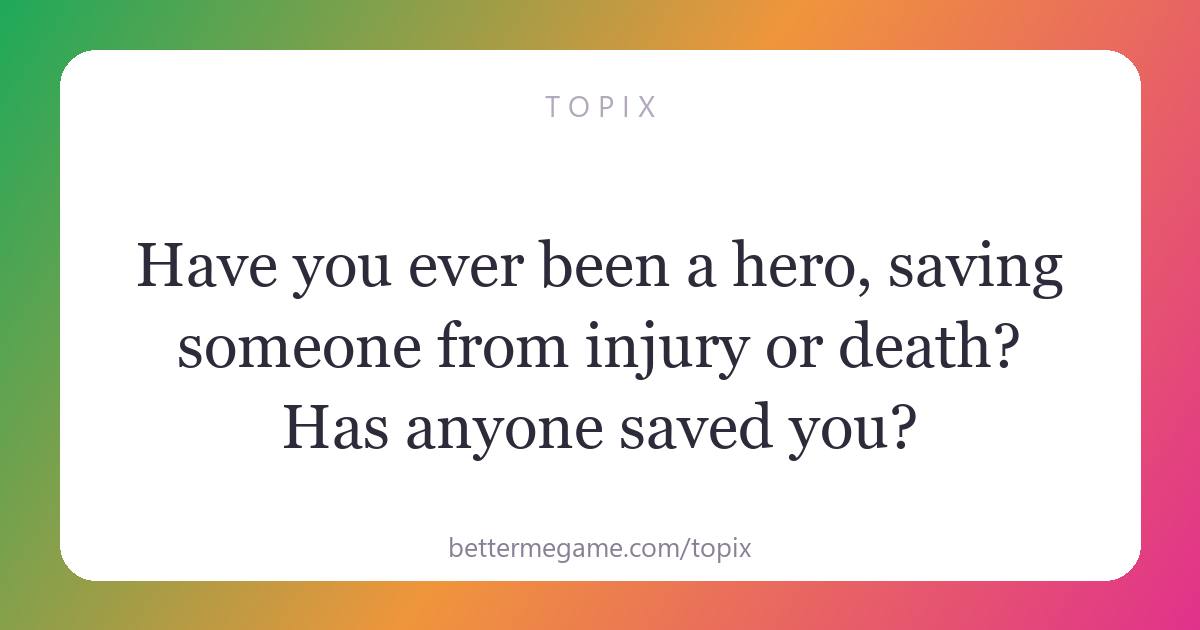 TOPIX
Have you ever been a hero, saving
someone from injury or death?
Has anyone saved you?
bettermegame.com/topix